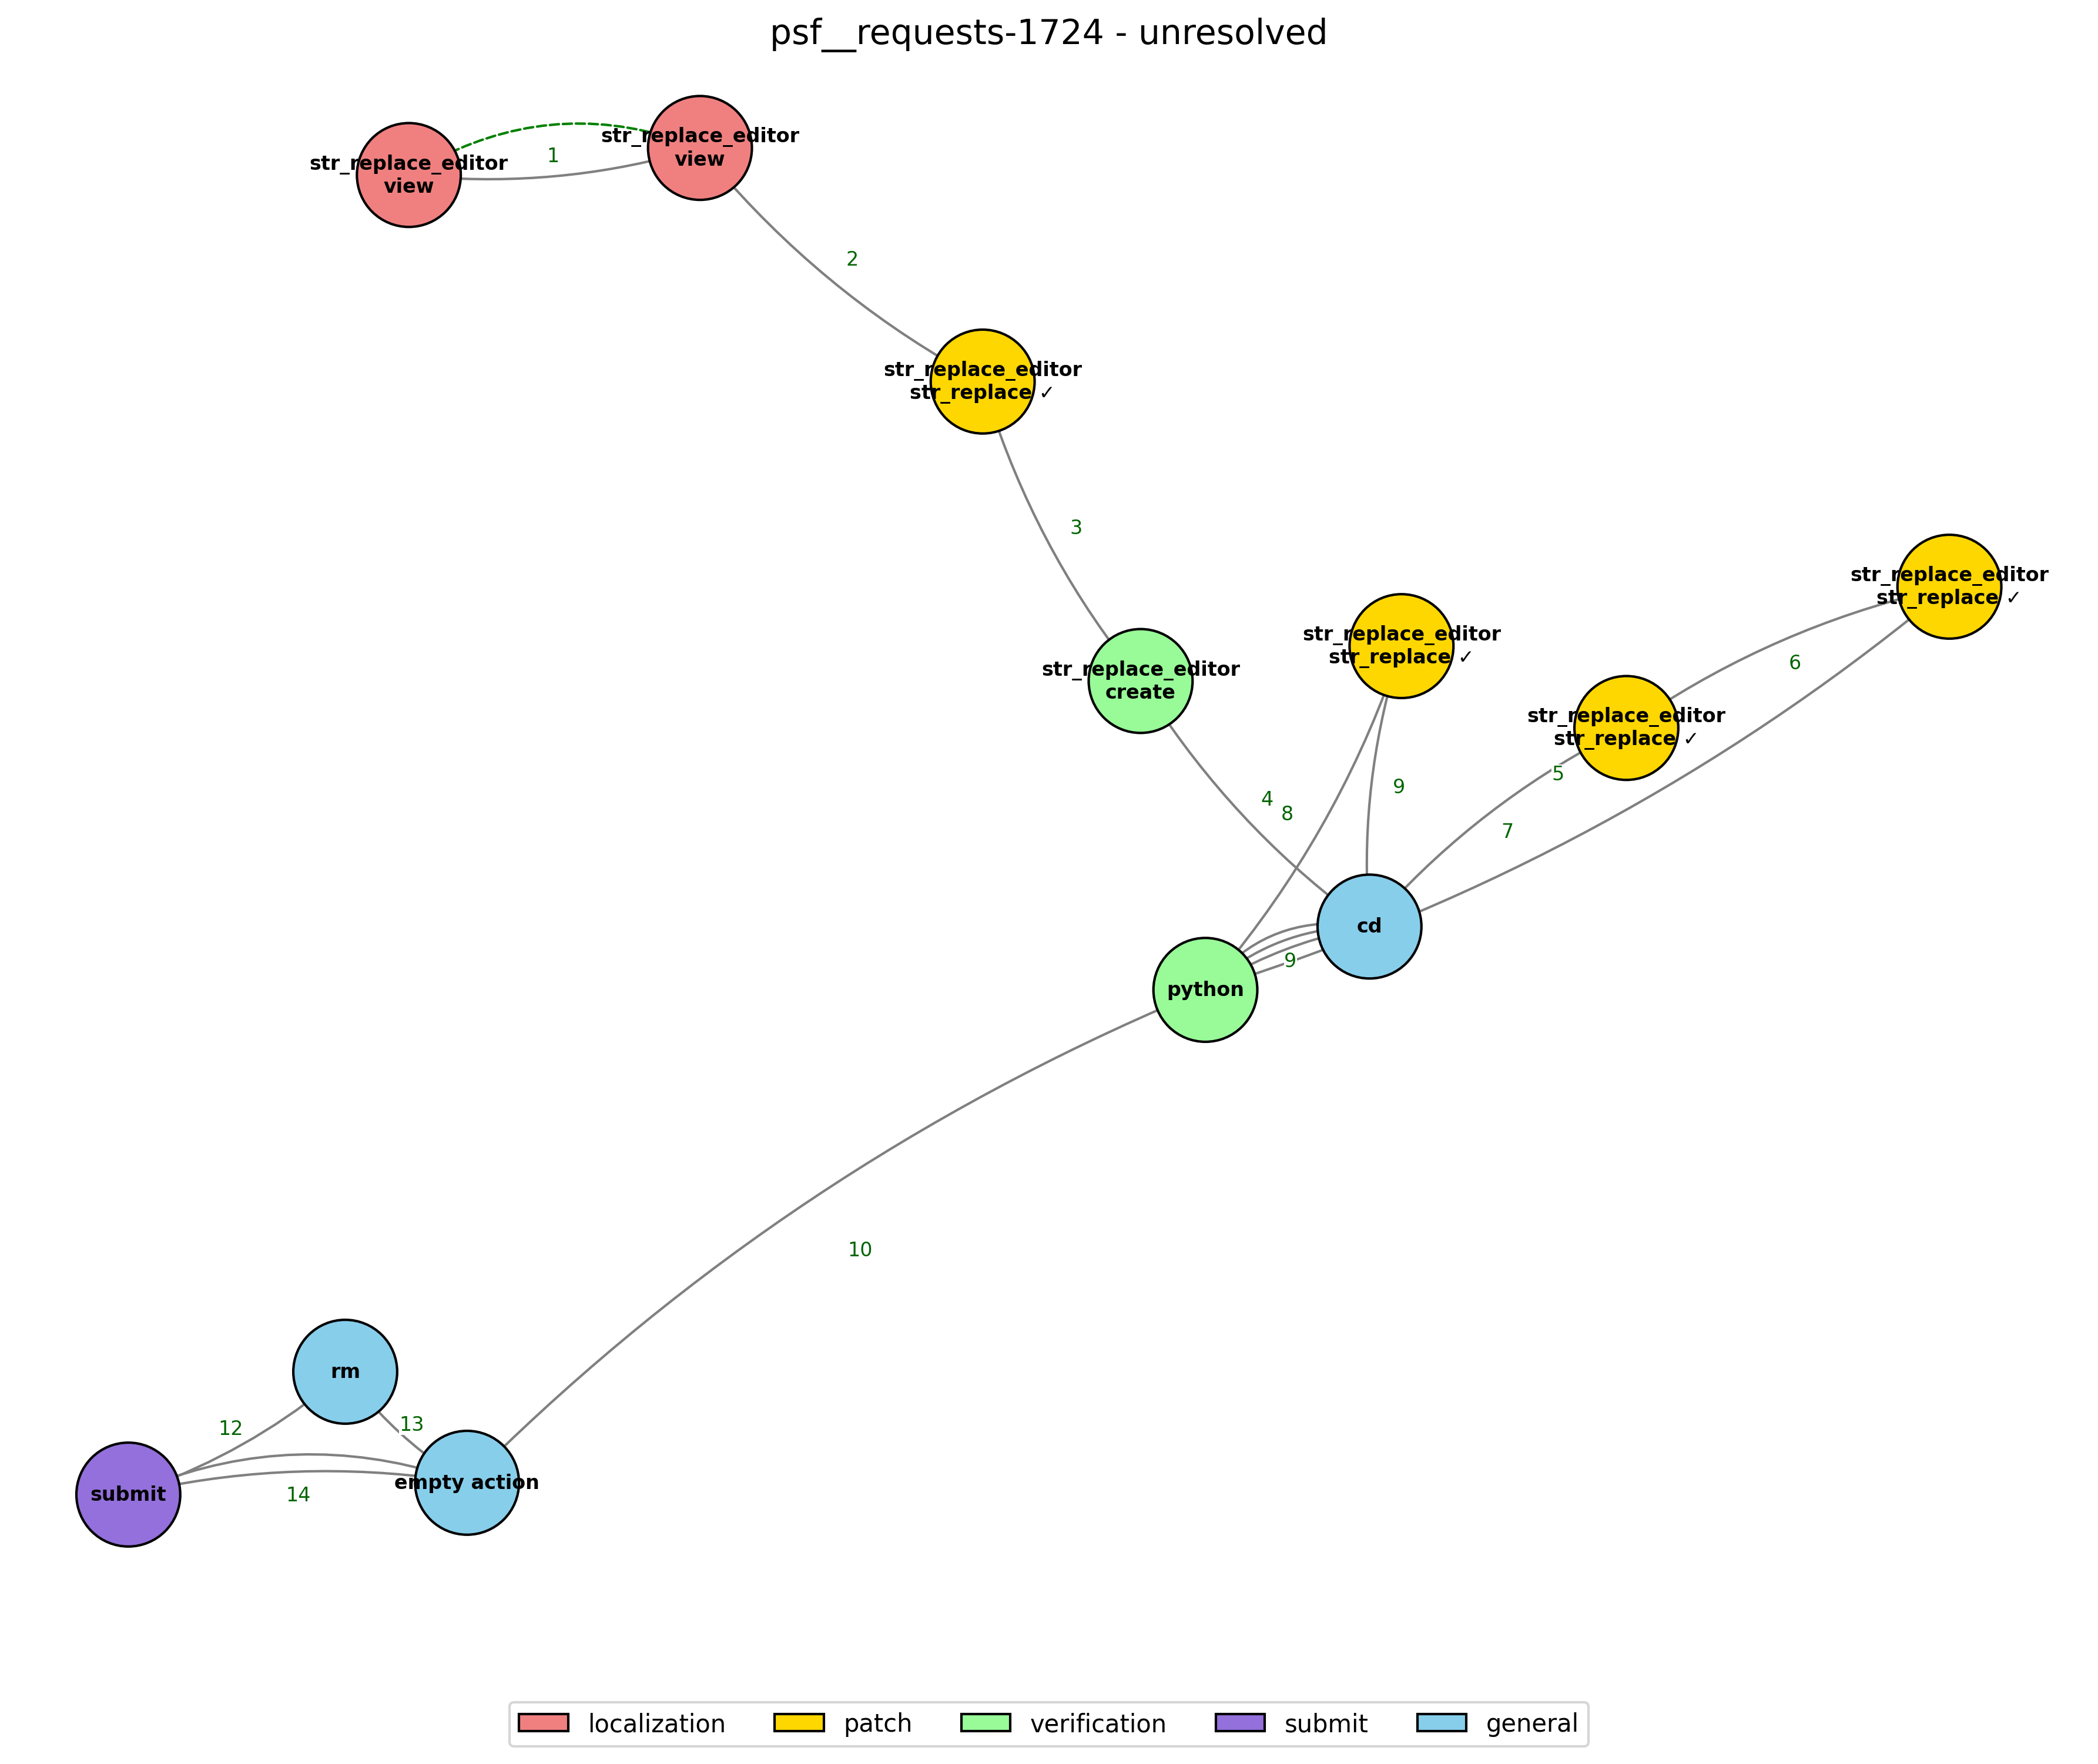 psf__requests-1724 - unresolved
str_replace_editor
view
1
str_replace_editor
view
2
str_replace_editor
str_replace ✓
3
str_replace_editor
create
str_replace_editor
str_replace ✓
str_replace_editor
str_replace ✓
6
str_replace_editor
str_replace ✓
5
4
8
9
7
cd
9
python
10
rm
12
13
submit
14
empty action
localization
patch
verification
submit
general